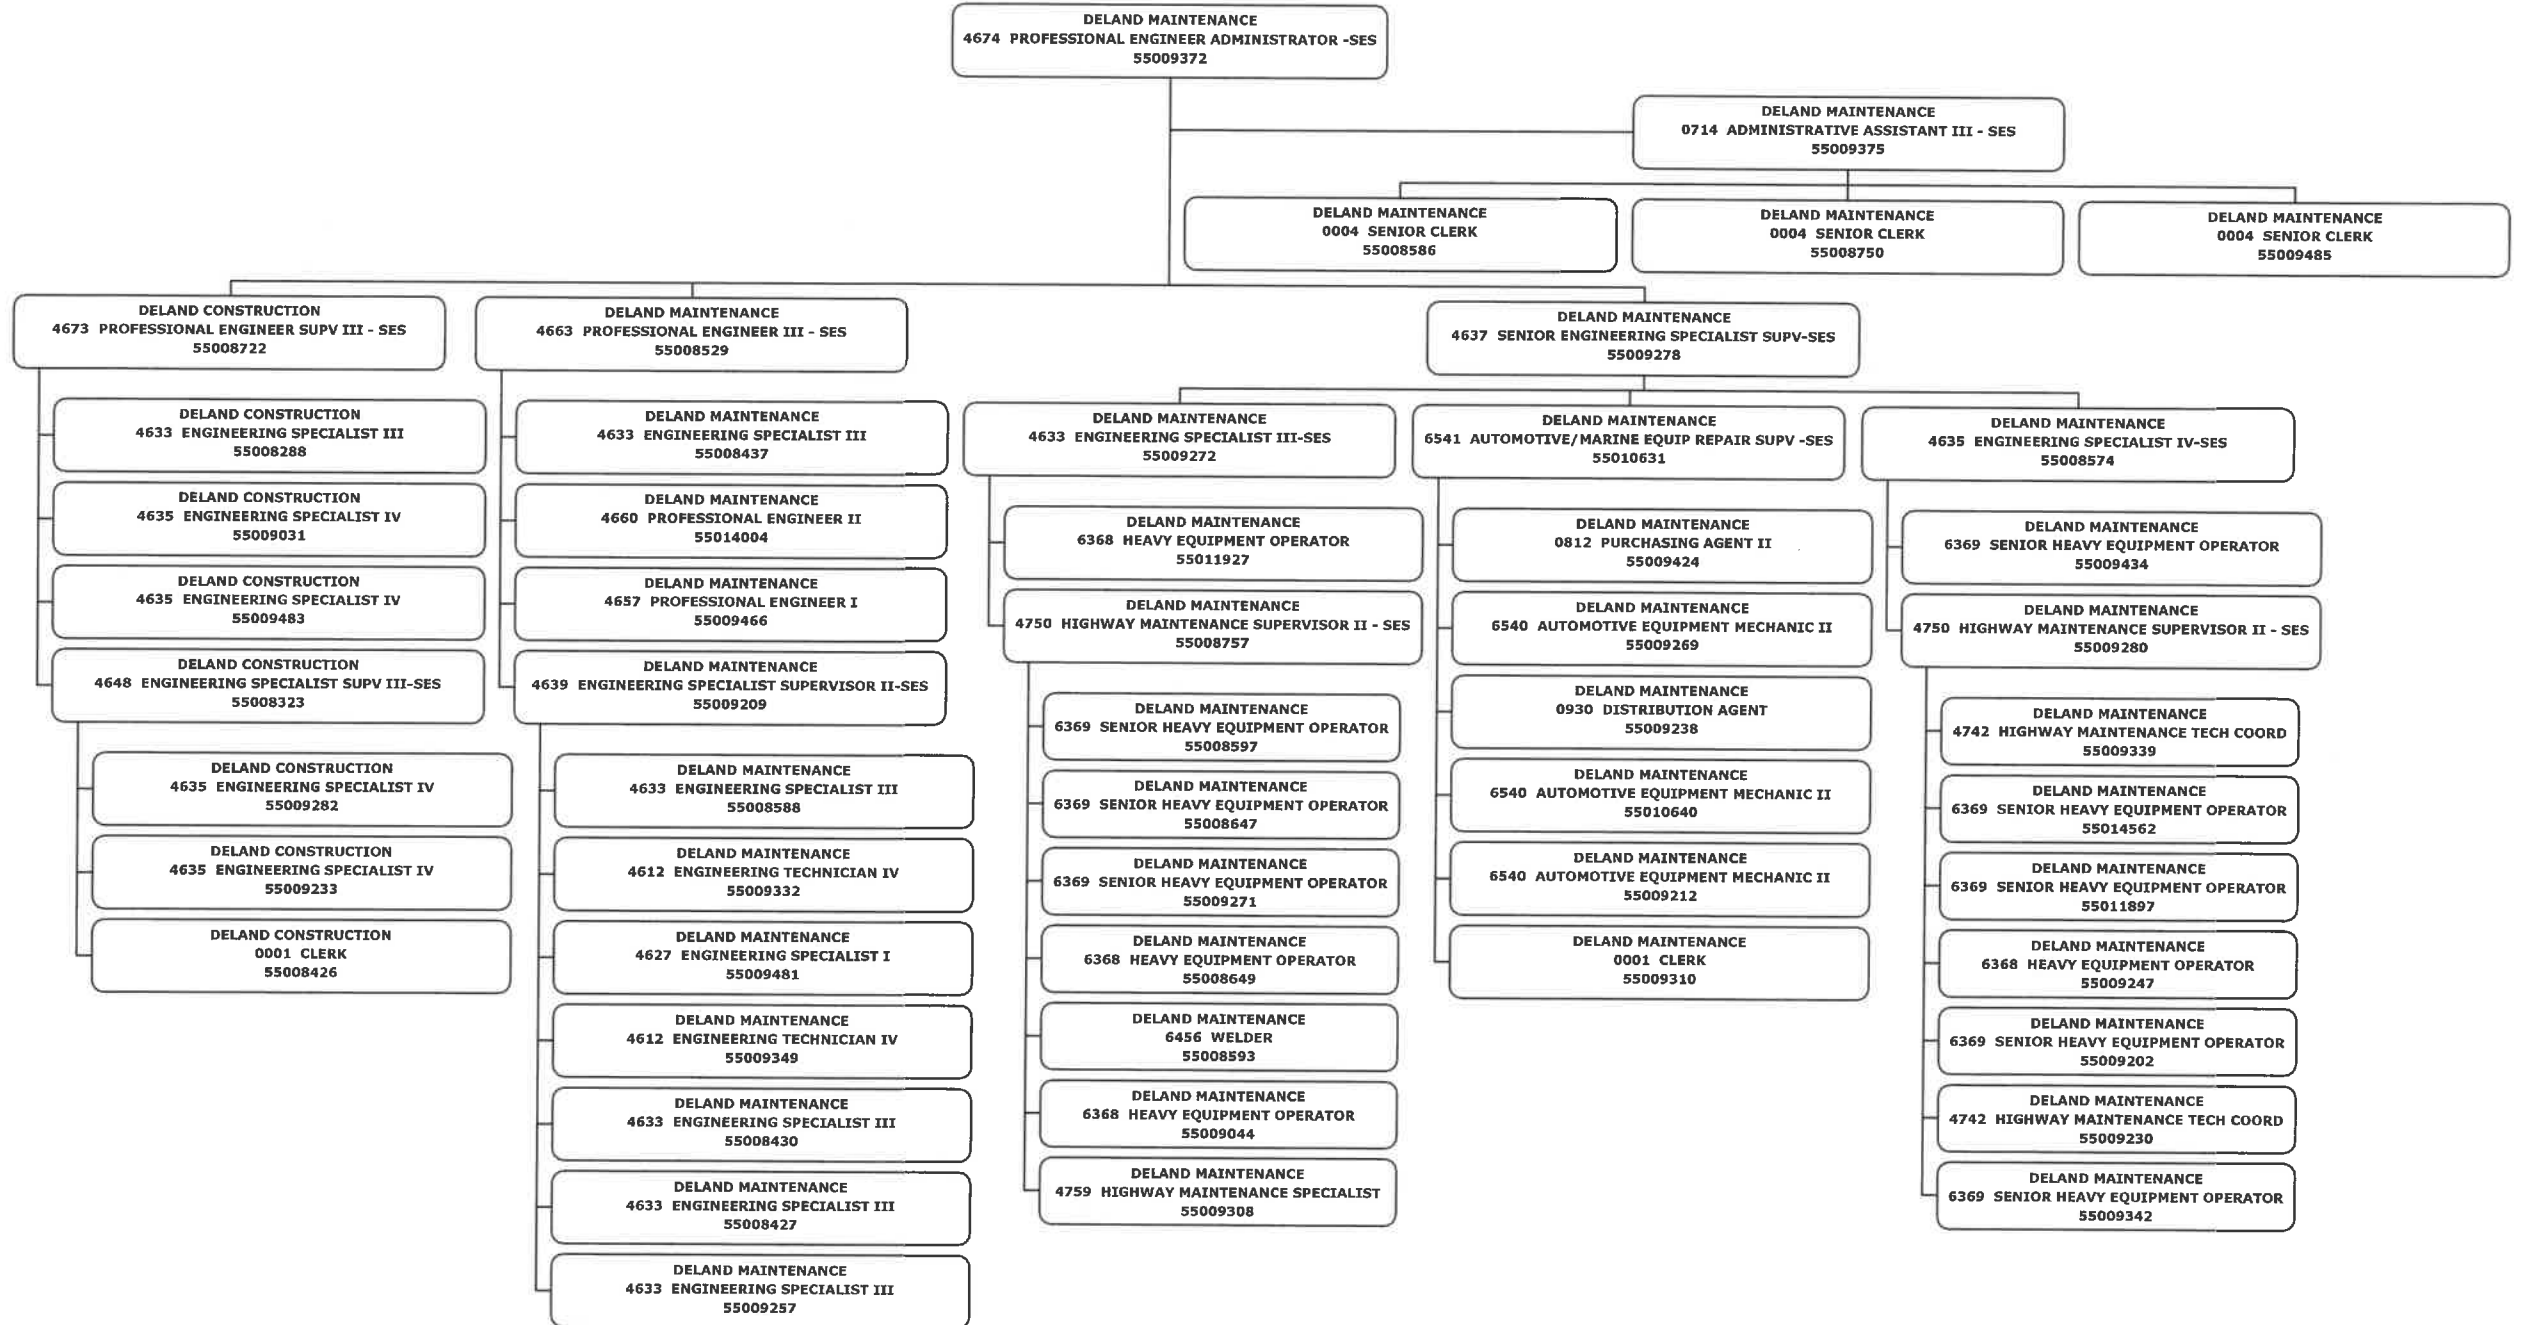 DELAND MAINTENANCE
4674 PROFESSIONAL ENGINEER ADMINISTRATOR -SES
55009372
DELAND MAINTENANCE
0714 ADMINISTRATIVE ASSISTANT III - SES
55009375
DELAND MAINTENANCE
0004 SENIOR CLERK
55008586
DELAND MAINTENANCE
0004 SENIOR CLERK
55008750
DELAND MAINTENANCE
0004 SENIOR CLERK
55009485
DELAND CONSTRUCTION
4673 PROFESSIONAL ENGINEER SUPV III - SES
55008722
DELAND CONSTRUCTION
4633 ENGINEERING SPECIALIST III
55008288
DELAND CONSTRUCTION
4635 ENGINEERING SPECIALIST IV
55009031
DELAND CONSTRUCTION
4635 ENGINEERING SPECIALIST IV
55009483
DELAND CONSTRUCTION
4648 ENGINEERING SPECIALIST SUPV III-SES
55008323
DELAND CONSTRUCTION
4635 ENGINEERING SPECIALIST IV
55009282
DELAND CONSTRUCTION
4635 ENGINEERING SPECIALIST IV
55009233
DELAND CONSTRUCTION
0001 CLERK
55008426
DELAND MAINTENANCE
4663 PROFESSIONAL ENGINEER III - SES
55008529
DELAND MAINTENANCE
4633 ENGINEERING SPECIALIST III
55008437
DELAND MAINTENANCE
4660 PROFESSIONAL ENGINEER II
55014004
DELAND MAINTENANCE
4657 PROFESSIONAL ENGINEER I
55009466
DELAND MAINTENANCE
4639 ENGINEERING SPECIALIST SUPERVISOR II-SES
55009209
DELAND MAINTENANCE
4633 ENGINEERING SPECIALIST III
55008588
DELAND MAINTENANCE
4612 ENGINEERING TECHNICIAN IV
55009332
DELAND MAINTENANCE
4627 ENGINEERING SPECIALIST I
55009481
DELAND MAINTENANCE
4612 ENGINEERING TECHNICIAN IV
55009349
DELAND MAINTENANCE
4633 ENGINEERING SPECIALIST III
55008430
DELAND MAINTENANCE
4633 ENGINEERING SPECIALIST III
55008427
DELAND MAINTENANCE
4633 ENGINEERING SPECIALIST III
55009257
DELAND MAINTENANCE
4637 SENIOR ENGINEERING SPECIALIST SUPV-SES
55009278
DELAND MAINTENANCE
4633 ENGINEERING SPECIALIST III-SES
55009272
DELAND MAINTENANCE
6368 HEAVY EQUIPMENT OPERATOR
55011927
DELAND MAINTENANCE
4750 HIGHWAY MAINTENANCE SUPERVISOR II - SES
55008757
DELAND MAINTENANCE
6369 SENIOR HEAVY EQUIPMENT OPERATOR
55008597
DELAND MAINTENANCE
6369 SENIOR HEAVY EQUIPMENT OPERATOR
55008647
DELAND MAINTENANCE
6369 SENIOR HEAVY EQUIPMENT OPERATOR
55009271
DELAND MAINTENANCE
6368 HEAVY EQUIPMENT OPERATOR
55008649
DELAND MAINTENANCE
6456 WELDER
55008593
DELAND MAINTENANCE
6368 HEAVY EQUIPMENT OPERATOR
55009044
DELAND MAINTENANCE
4759 HIGHWAY MAINTENANCE SPECIALIST
55009308
DELAND MAINTENANCE
6541 AUTOMOTIVE/MARINE EQUIP REPAIR SUPV -SES
55010631
DELAND MAINTENANCE
0812 PURCHASING AGENT II
55009424
DELAND MAINTENANCE
6540 AUTOMOTIVE EQUIPMENT MECHANIC II
55009269
DELAND MAINTENANCE
0930 DISTRIBUTION AGENT
55009238
DELAND MAINTENANCE
6540 AUTOMOTIVE EQUIPMENT MECHANIC II
55010640
DELAND MAINTENANCE
6540 AUTOMOTIVE EQUIPMENT MECHANIC II
55009212
DELAND MAINTENANCE
0001 CLERK
55009310
DELAND MAINTENANCE
4635 ENGINEERING SPECIALIST IV-SES
55008574
DELAND MAINTENANCE
6369 SENIOR HEAVY EQUIPMENT OPERATOR
55009434
DELAND MAINTENANCE
4750 HIGHWAY MAINTENANCE SUPERVISOR II - SES
55009280
DELAND MAINTENANCE
4742 HIGHWAY MAINTENANCE TECH COORD
55009339
DELAND MAINTENANCE
6369 SENIOR HEAVY EQUIPMENT OPERATOR
55014562
DELAND MAINTENANCE
6369 SENIOR HEAVY EQUIPMENT OPERATOR
55011897
DELAND MAINTENANCE
6368 HEAVY EQUIPMENT OPERATOR
55009247
DELAND MAINTENANCE
6369 SENIOR HEAVY EQUIPMENT OPERATOR
55009202
DELAND MAINTENANCE
4742 HIGHWAY MAINTENANCE TECH COORD
55009230
DELAND MAINTENANCE
6369 SENIOR HEAVY EQUIPMENT OPERATOR
55009342